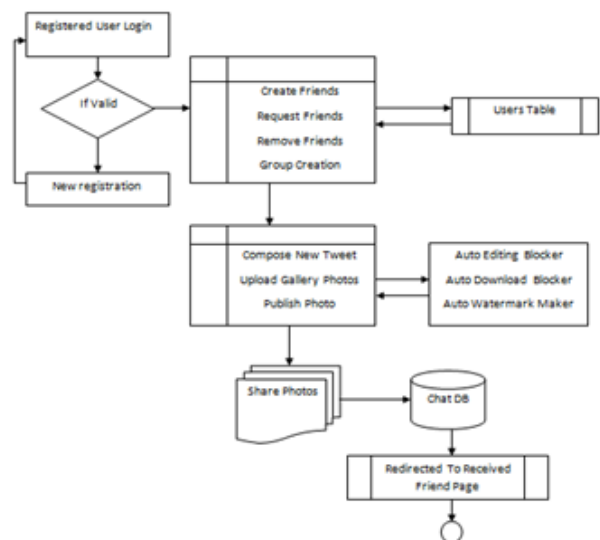 Registered User Login
If Valid
New registration
Create Friends
Request Friends
Remove Friends
Group Creation
Users Table
Compose New Tweet
Upload Gallery Photos
Publish Photo
Auto Editing Blocker
Auto Download Blocker
Auto Watermark Maker
Share Photos
Chat DB
Redirected To Received
Friend Page